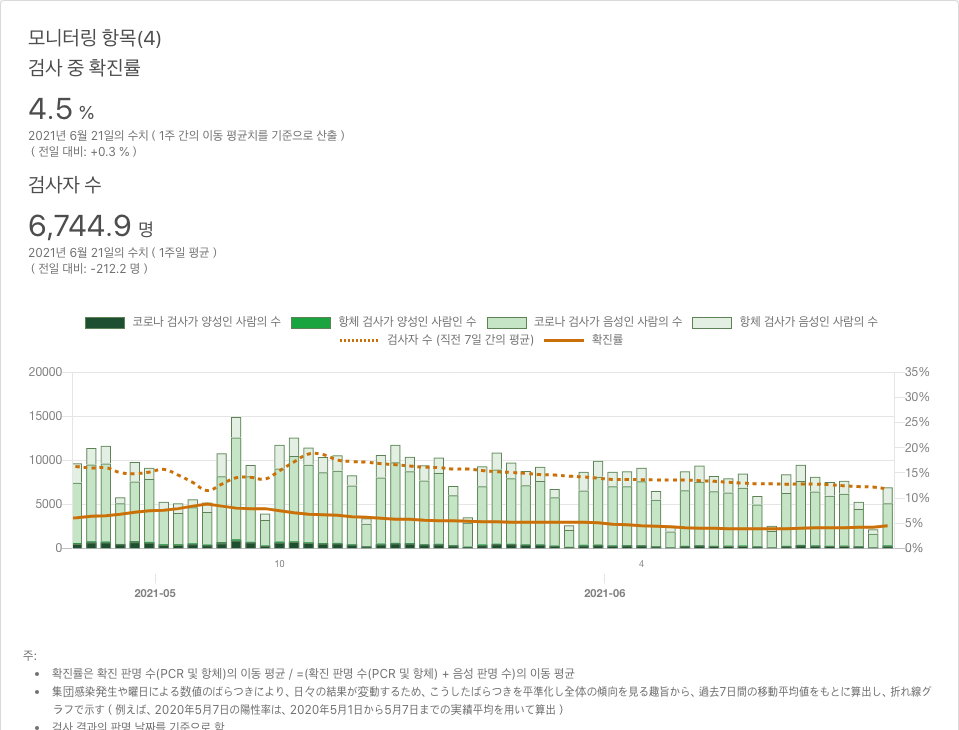 모니터링 항목(4)
검사 중 확진률
4.5 %
2021년 6월 21일의 수치 ( 1주 간의 이동 평균치를 기준으로 산출 )
( 전일 대비: +0.3 % )
검사자 수
6,744.9 명
2021년 6월 21일의 수치 ( 1주일 평균 )
( 전일 대비: -212.2 명 )
코로나 검사가 양성인 사람의 수 항체 검사가 양성인 사람인 수 코로나 검사가 음성인 사람의 수 항체 검사가 음성인 사람의 수
검사자 수 (직전 7일 간의 평균) 확진률
20000 35%
30%
15000 25%
20%
10000 15%
10%
5000 5%
0 0%
10 4
2021-05 2021-06
주:
• 확진률은 확진 판명 수(PCR 및 항체)의 이동 평균 / =(확진 판명 수(PCR 및 항체) + 음성 판명 수)의 이동 평균
• 集団感染発生や曜日による数値のばらつきにより、日々の結果が変動するため、こうしたばらつきを平準化し全体の傾向を見る趣旨から、過去7日間の移動平均値をもとに算出し、折れ線グ
ラフで示す ( 例えば、2020年5月7日の陽性率は、2020年5月1日から5月7日までの実績平均を用いて算出 )
• 검사 결과의 판명 날짜를 기준으로 함